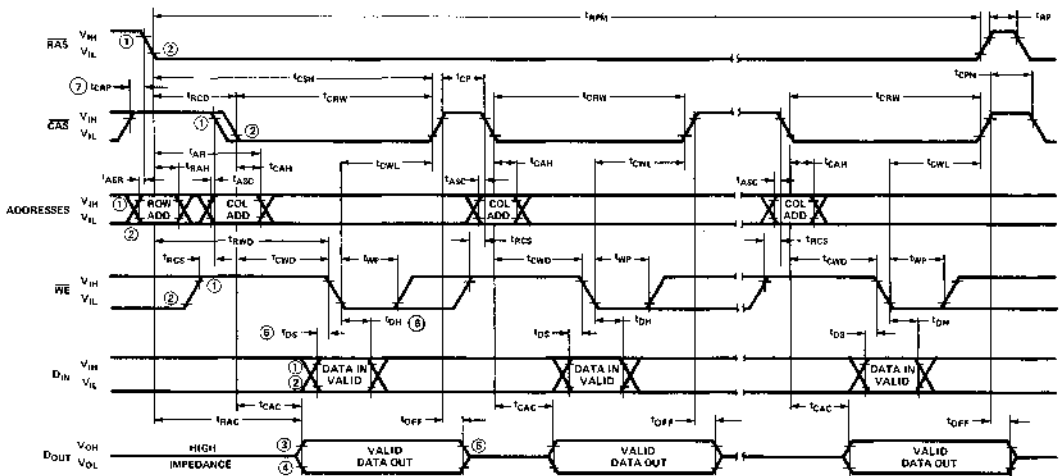 tRPM
tRP
RAS VIH
VIL
① ②
tCSH
tCP
tCPN
⑦ tCRP
tRCD
tCRW
tCRW
tCRW
CAS VIH
VIL
① ②
tAR
tRAH
tCAH
tCWL
tCAH
tCWL
tCAH
tCWL
tASR
tASC
tASC
tASC
ADDRESSES VIH
VIL
① ②
ROW ADD
COL ADD
COL ADD
COL ADD
tRWD
tRCS
tRCS
tRCS
tCWD
tWP
tCWD
tWP
tCWD
tWP
WE VIH
VIL
② ①
⑥ tDS
tDH ⑥
tDS
tDH
tDS
tDH
DIN VIH
VIL
① ②
DATA IN VALID
DATA IN VALID
DATA IN VALID
tCAC
tRAC
tOFF
tCAC
tOFF
tCAC
tOFF
DOUT VOH
VOL
HIGH IMPEDANCE
③ ④
VALID DATA OUT
⑤
VALID DATA OUT
VALID DATA OUT